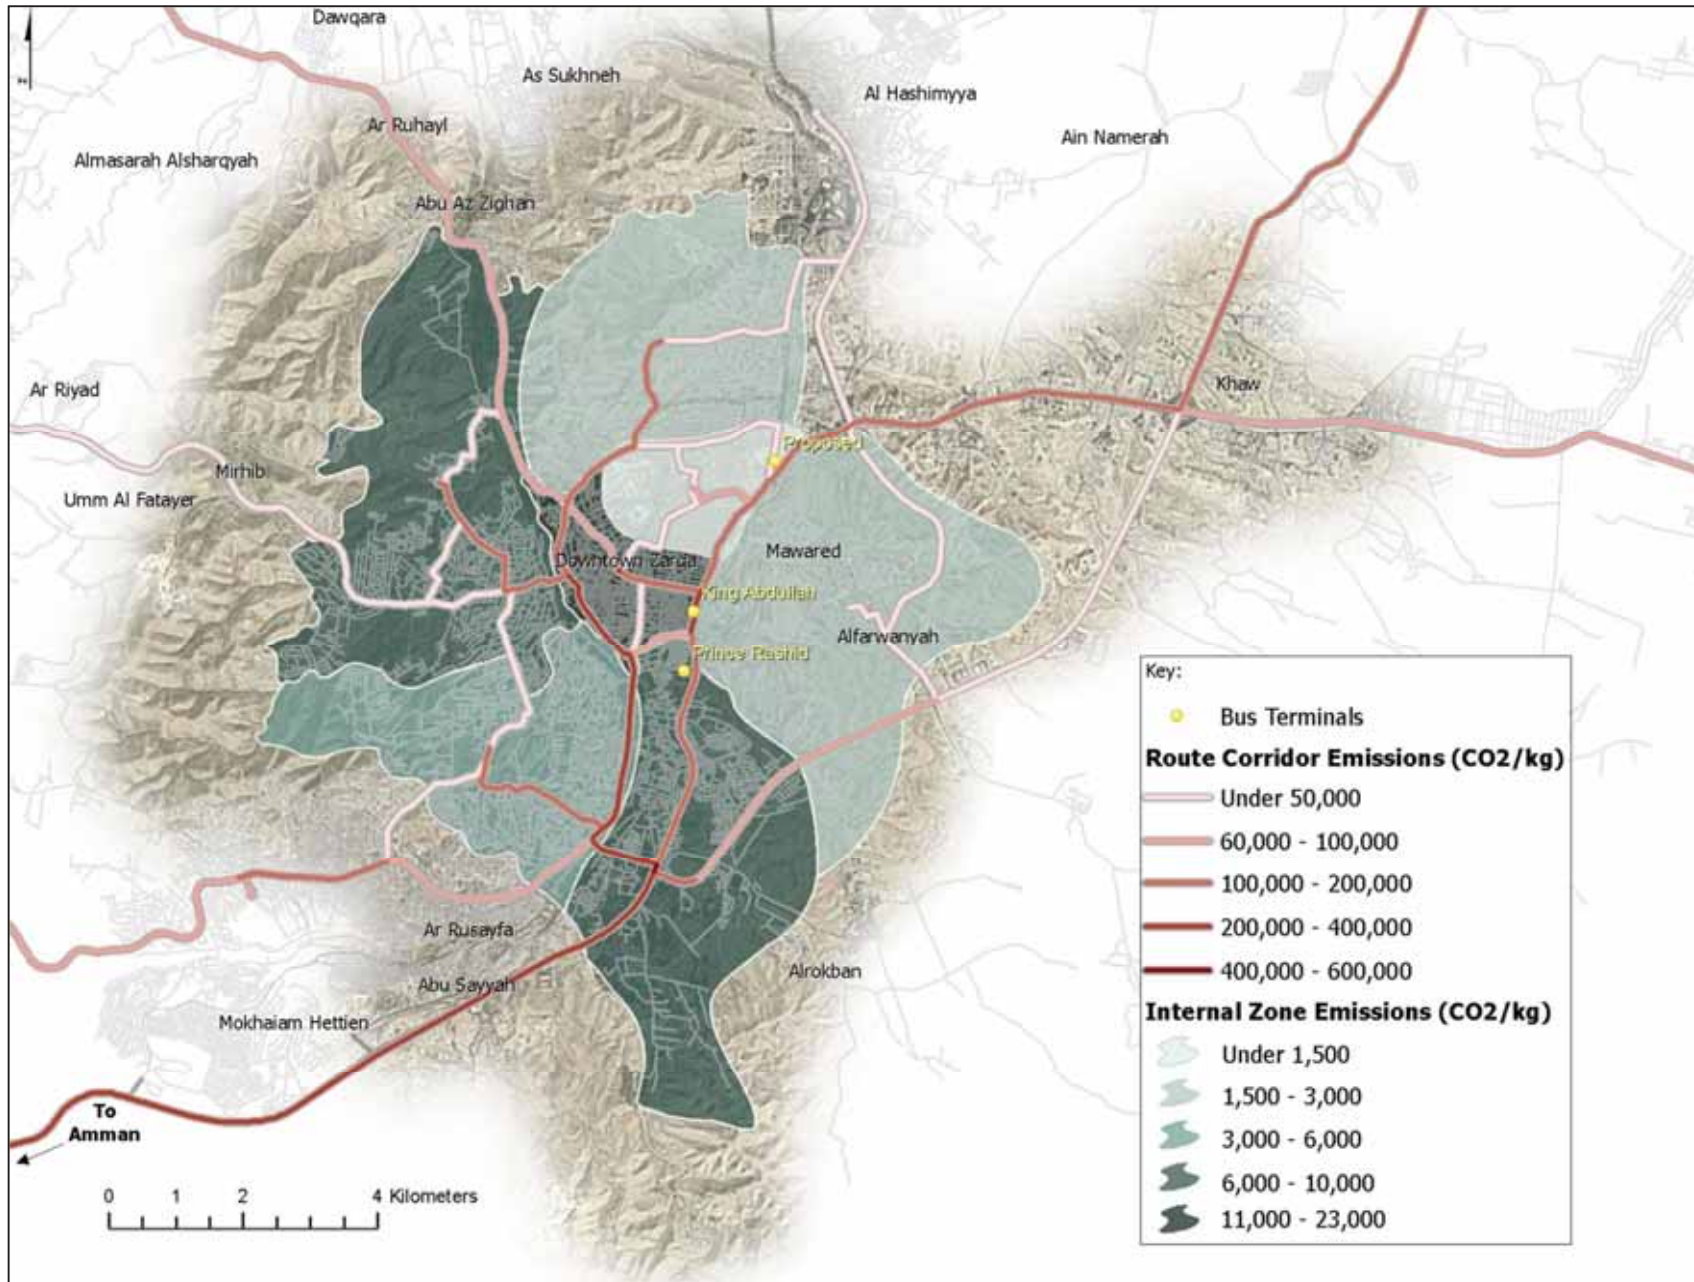 Dawqara
As Sukhneh
Al Hashimyya
Ar Ruhayl
Ain Namerah
Almasarah Alsharqyah
Abu Az Zighan
Ar Riyad
Khaw
Proposed
Mirhib
Umm Al Fatayer
Mawared
Downtown Zarqa
King Abdullah
Alfarwanyah
Prince Rashid
Ar Rusayfa
Alrokban
Abu Sayyah
Mokhaiam Hettien
To
Amman
0 1 2 4 Kilometers
Key:
Bus Terminals
Route Corridor Emissions (CO2/kg)
Under 50,000
60,000 - 100,000
100,000 - 200,000
200,000 - 400,000
400,000 - 600,000
Internal Zone Emissions (CO2/kg)
Under 1,500
1,500 - 3,000
3,000 - 6,000
6,000 - 10,000
11,000 - 23,000